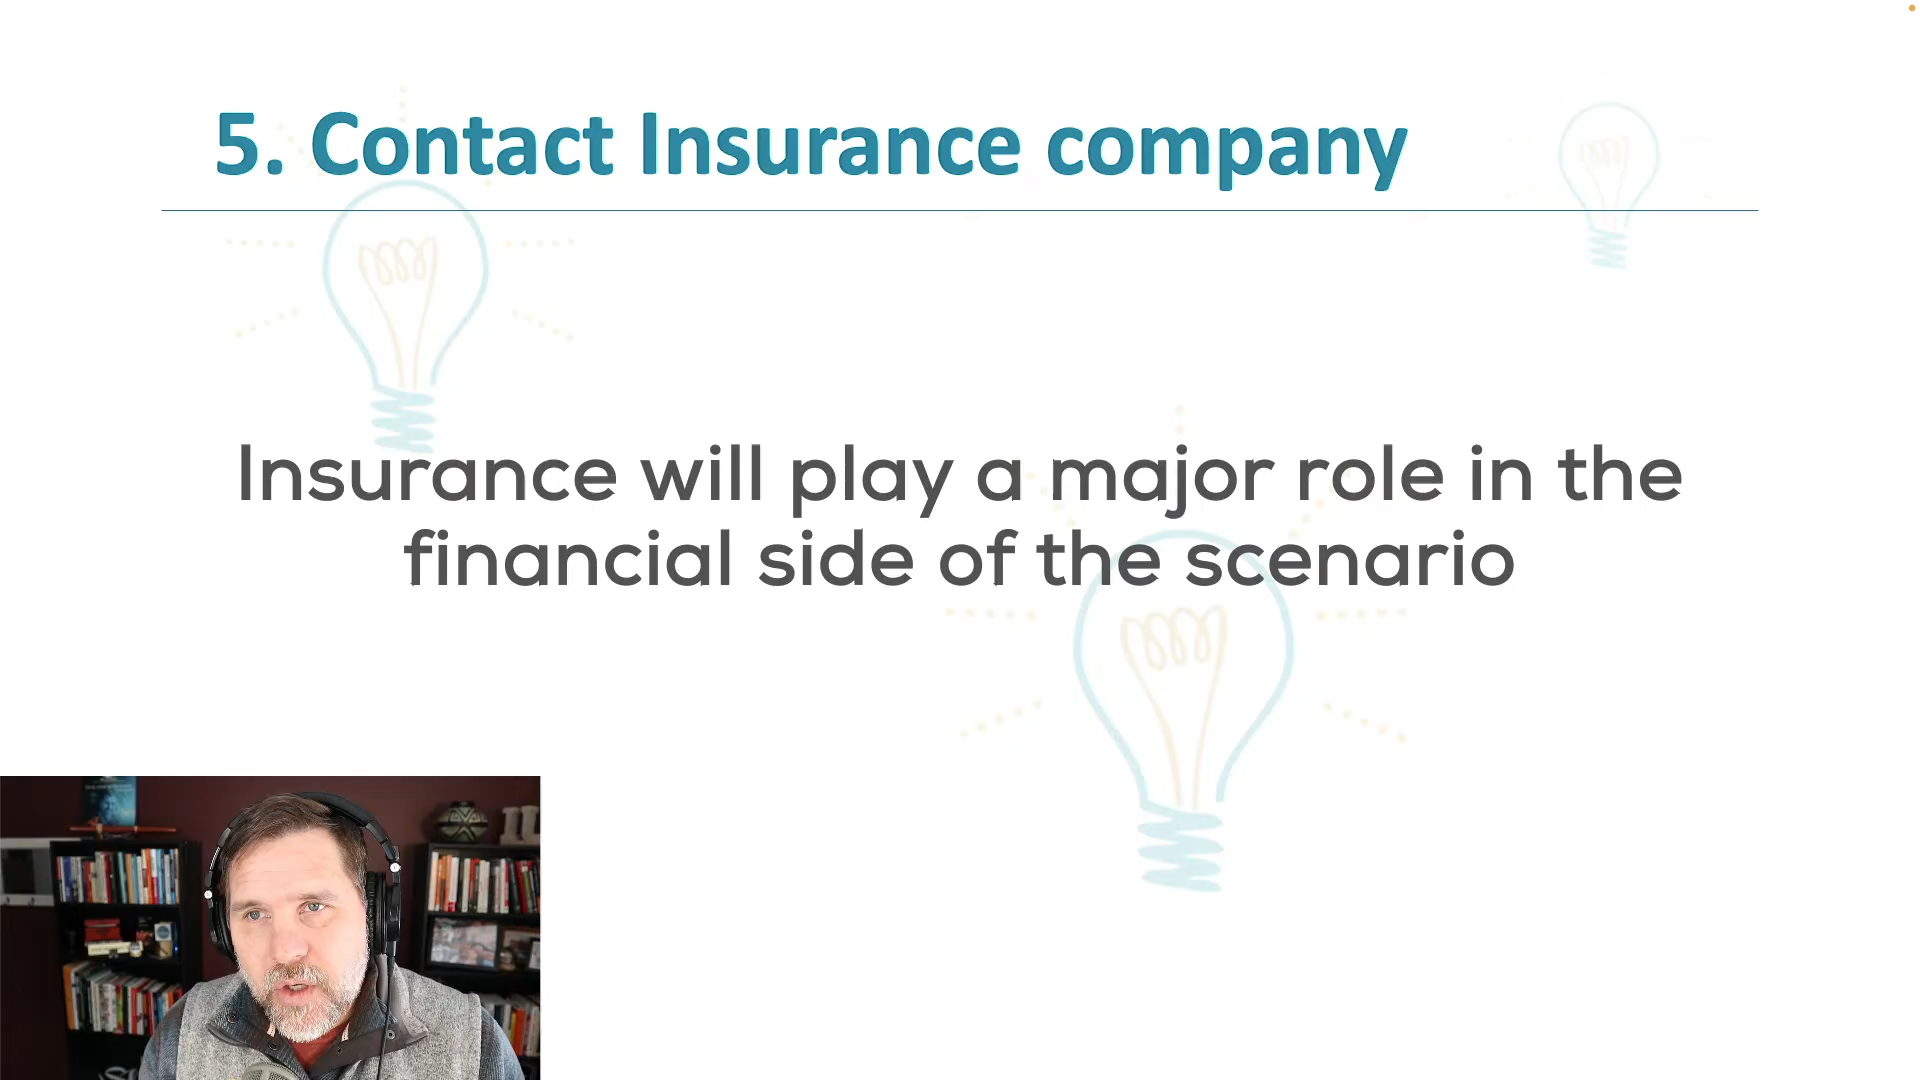 5. Contact Insurance company
Insurance will play a major role in the
financial side of the scenario